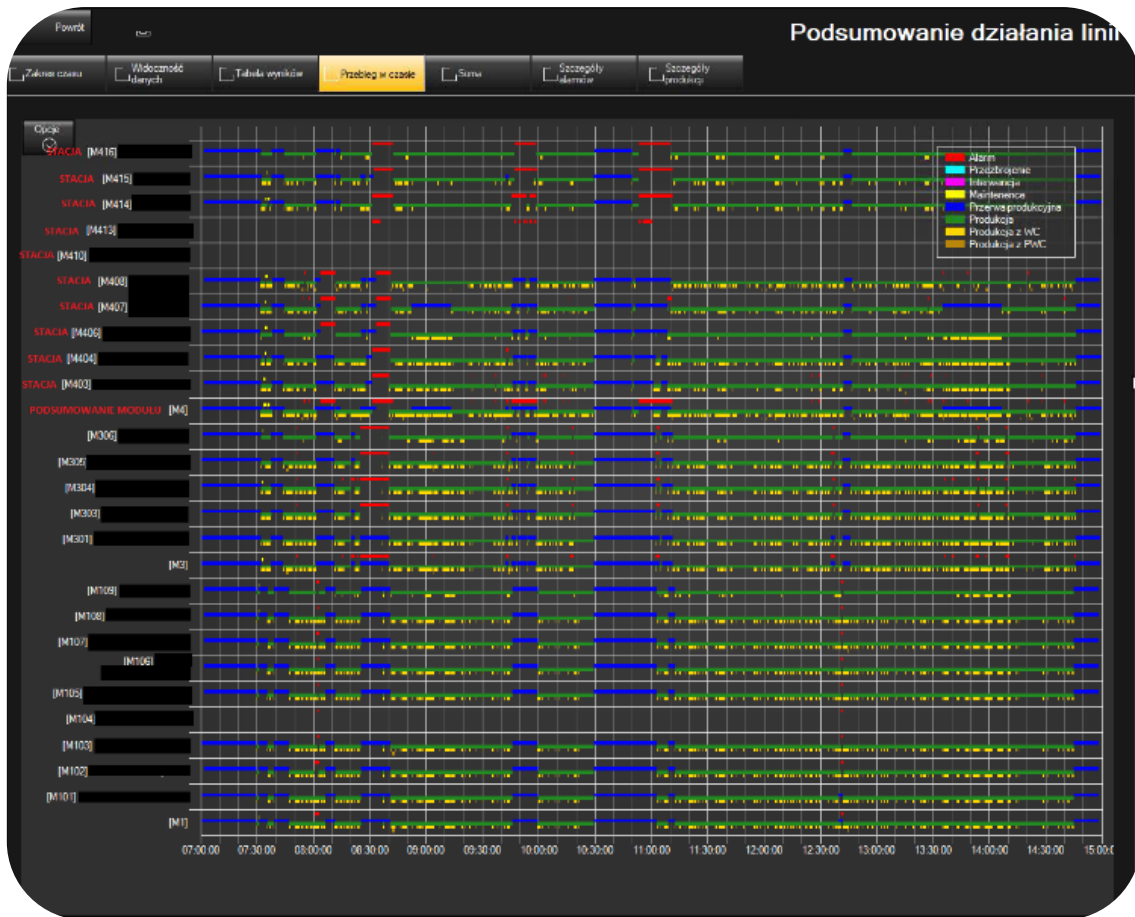 Powrót
Podsumowanie działania linii
Zakres czasu
Widoczność
danych
Tabela wyników
Przebieg w czasie
Suma
Szczegóły
alarmów
Szczegóły
produkcji
Opcje
STACJA [M416]
STACJA [M415]
STACJA [M414]
STACJA [M413]
STACJA [M410]
STACJA [M408]
STACJA [M407]
STACJA [M406]
STACJA [M404]
STACJA [M403]
PODSUMOWANIE MODUŁU [M4]
[M306]
[M305]
[M304]
[M303]
[M301]
[M3]
[M109]
[M108]
[M107]
[M106]
[M105]
[M104]
[M103]
[M102]
[M101]
[M1]
Alarm
Przezbrojenie
Interwencja
Maintenence
Przerwa produkcyjna
Produkcja
Produkcja z WC
Produkcja z PWC
07:00:00 07:30:00 08:00:00 08:30:00 09:00:00 09:30:00 10:00:00 10:30:00 11:00:00 11:30:00 12:00:00 12:30:00 13:00:00 13:30:00 14:00:00 14:30:00 15:00:0